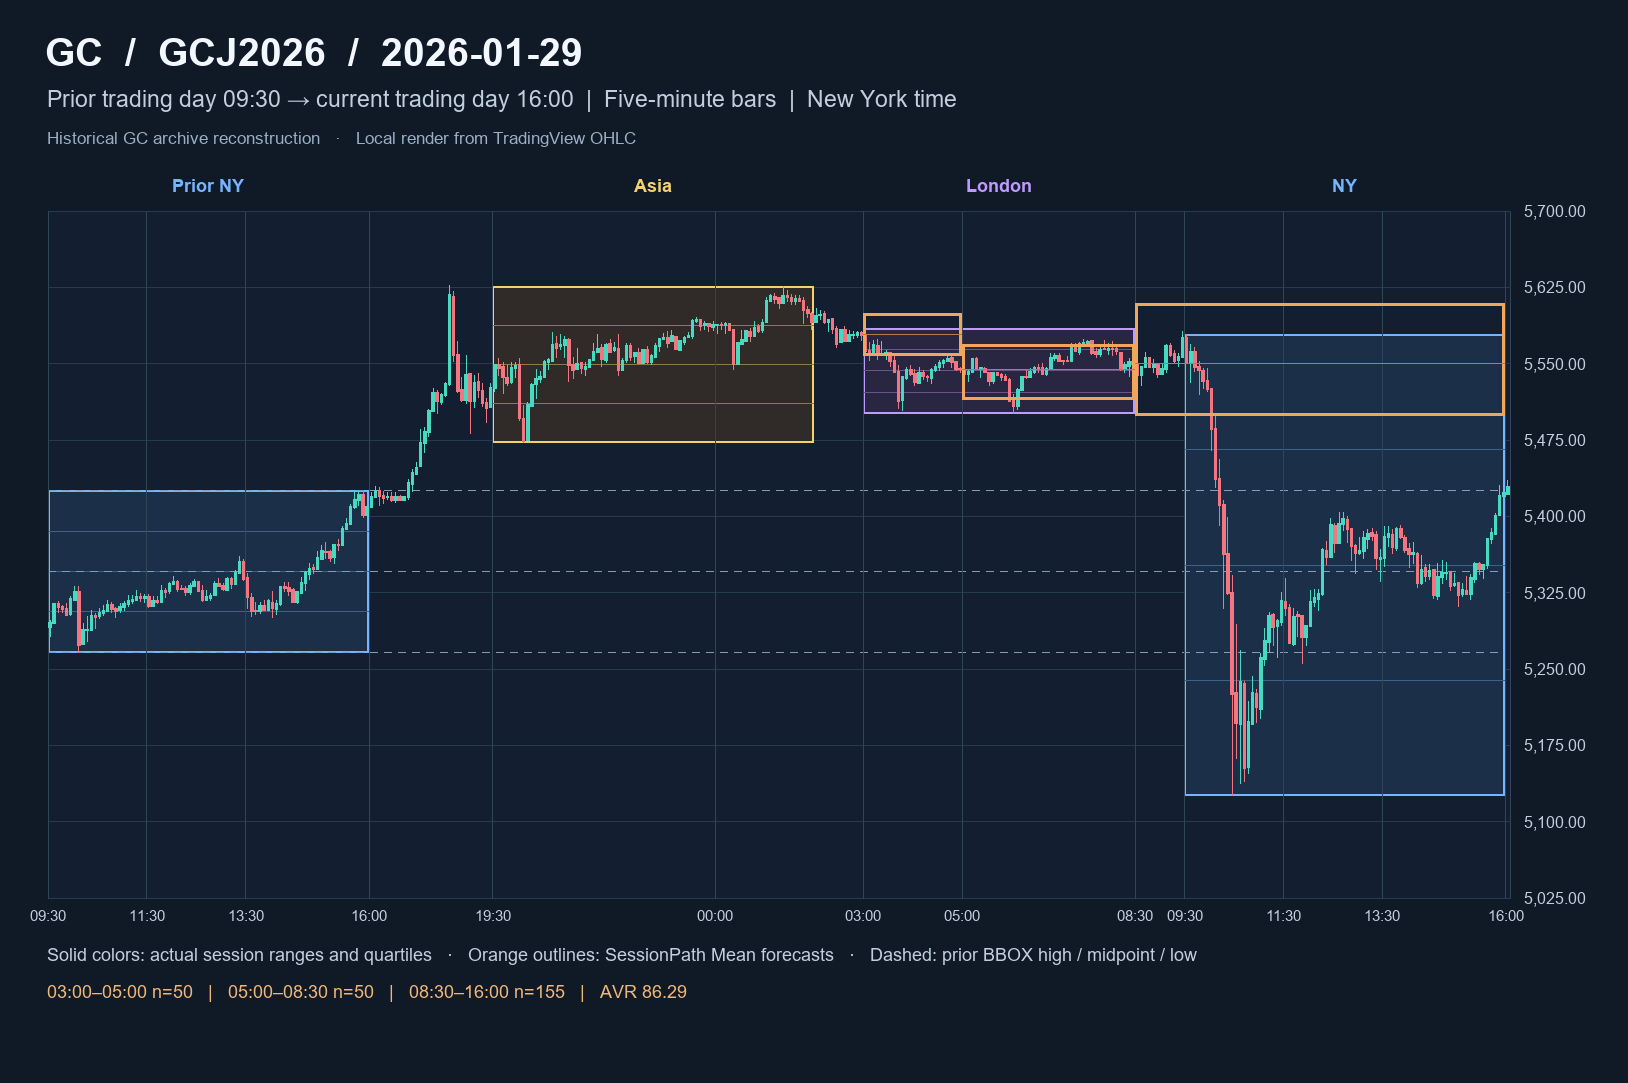 GC / GCJ2026 / 2026-01-29
Prior trading day 09:30 → current trading day 16:00 | Five-minute bars | New York time
Historical GC archive reconstruction · Local render from TradingView OHLC
Prior NY Asia London NY
5,700.00
5,625.00
5,550.00
5,475.00
5,400.00
5,325.00
5,250.00
5,175.00
5,100.00
5,025.00
09:30 11:30 13:30 16:00 19:30 00:00 03:00 05:00 08:30 09:30 11:30 13:30 16:00
Solid colors: actual session ranges and quartiles · Orange outlines: SessionPath Mean forecasts · Dashed: prior BBOX high / midpoint / low
03:00–05:00 n=50 | 05:00–08:30 n=50 | 08:30–16:00 n=155 | AVR 86.29